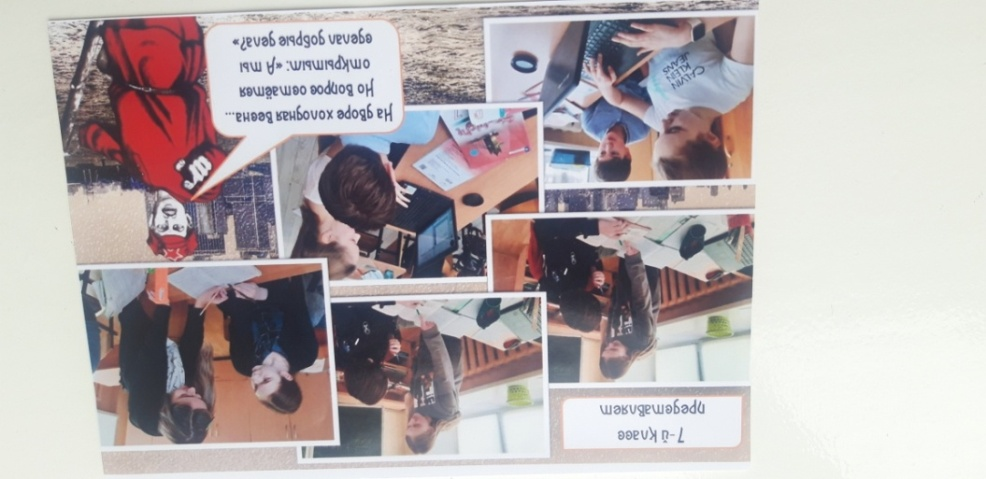 7-й класс
представляет
На дворе холодная весна...
Но вопрос остаётся
открытым: «А ты
сделал добрые дела?»
CALVIN
KLEIN
JEANS